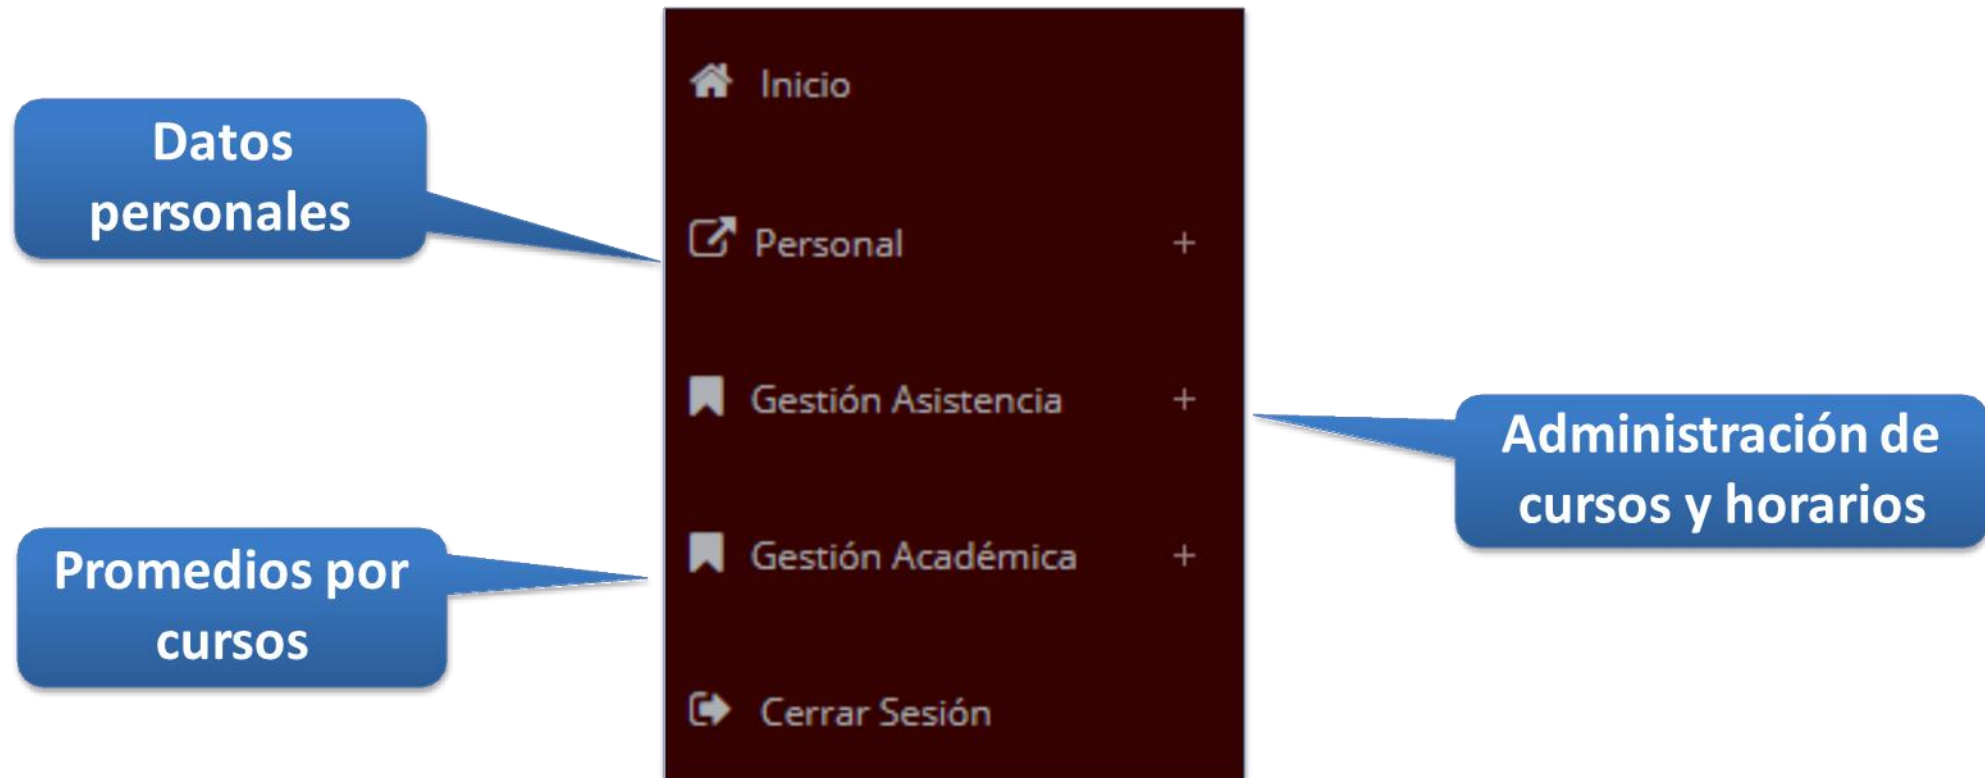 Inicio
Datos
personales
Personal +
Gestión Asistencia +
Administración de
cursos y horarios
Promedios por
cursos
Gestión Académica +
Cerrar Sesión